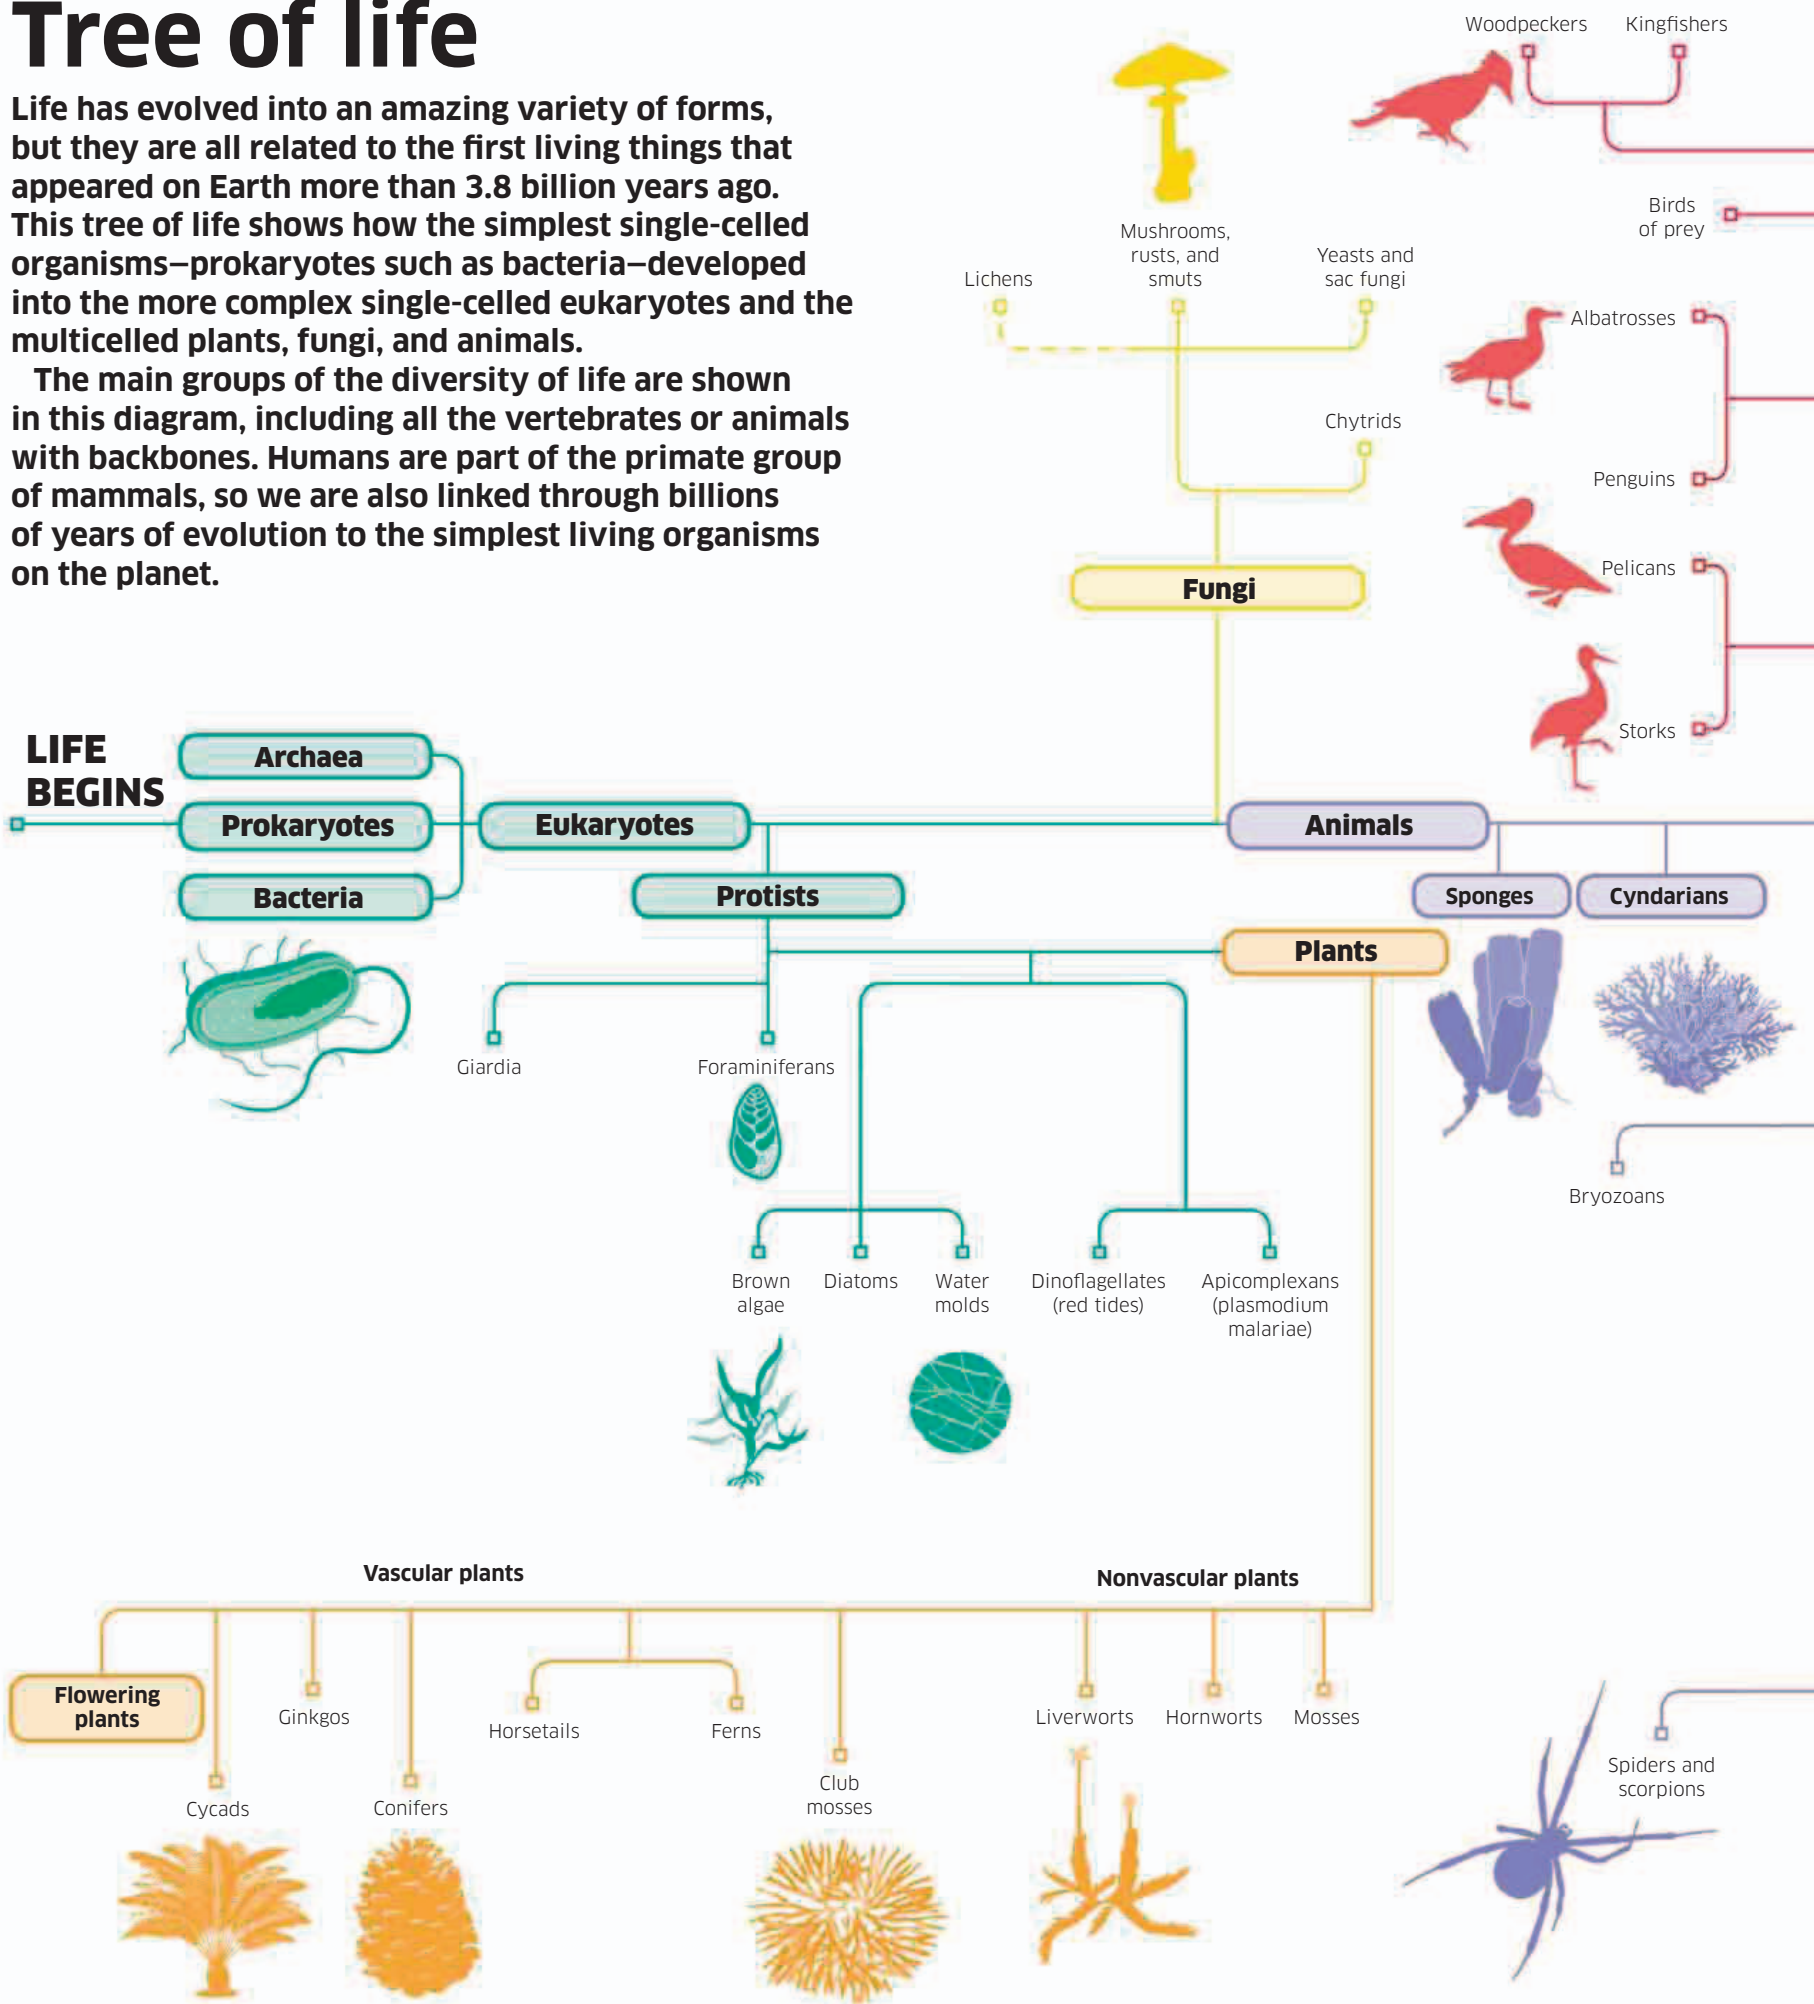 Tree of life
Life has evolved into an amazing variety of forms,
but they are all related to the first living things that
appeared on Earth more than 3.8 billion years ago.
This tree of life shows how the simplest single-celled
organisms—prokaryotes such as bacteria—developed
into the more complex single-celled eukaryotes and the
multicelled plants, fungi, and animals.
The main groups of the diversity of life are shown
in this diagram, including all the vertebrates or animals
with backbones. Humans are part of the primate group
of mammals, so we are also linked through billions
of years of evolution to the simplest living organisms
on the planet.
Woodpeckers
Kingfishers
Birds
of prey
Lichens
Mushrooms,
rusts, and
smuts
Yeasts and
sac fungi
Albatrosses
Chytrids
Penguins
Pelicans
Fungi
Storks
LIFE
BEGINS
Archaea
Prokaryotes
Bacteria
Eukaryotes
Animals
Protists
Sponges
Cyndarians
Plants
Giardia
Foraminiferans
Bryozoans
Brown
algae
Diatoms
Water
molds
Dinoflagellates
(red tides)
Apicomplexans
(plasmodium
malariae)
Vascular plants
Nonvascular plants
Flowering
plants
Cycads
Ginkgos
Conifers
Horsetails
Ferns
Club
mosses
Liverworts
Hornworts
Mosses
Spiders and
scorpions